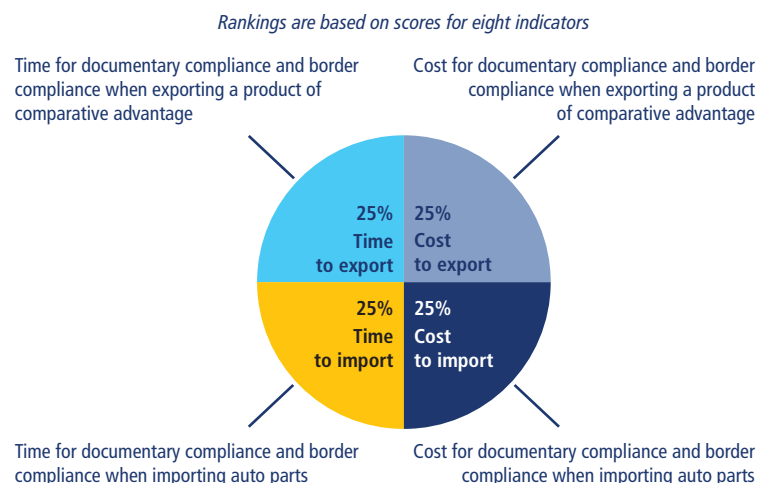 Rankings are based on scores for eight indicators
Time for documentary compliance and border
compliance when exporting a product of
comparative advantage
Cost for documentary compliance and border
compliance when exporting a product
of comparative advantage
25%
Time
to export
25%
Cost
to export
25%
Time
to import
25%
Cost
to import
Time for documentary compliance and border
compliance when importing auto parts
Cost for documentary compliance and border
compliance when importing auto parts